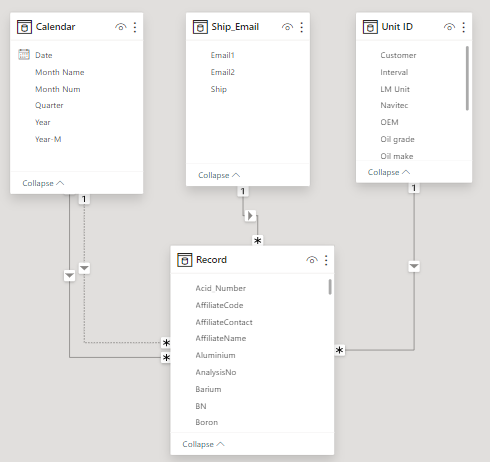 Calendar
Date
Month Name
Month Num
Quarter
Year
Year-M
Collapse
Ship_Email
Email1
Email2
Ship
Collapse
Unit ID
Customer
Interval
LM Unit
Navitec
OEM
Oil grade
Oil make
Collapse
1
1
1
*
*
*
*
Record
Acid_Number
AffiliateCode
AffiliateContact
AffiliateName
Aluminium
AnalysisNo
Barium
BN
Boron
Collapse